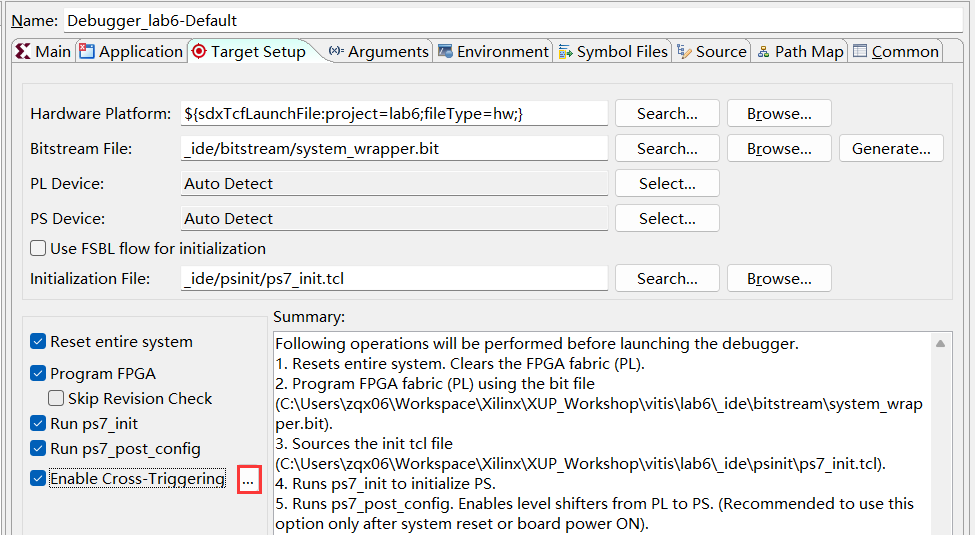 Name: Debugger_lab6-Default
Main Application Target Setup (x)= Arguments Environment Symbol Files Source Path Map Common
Hardware Platform: ${sdxTcfLaunchFile:project=lab6;fileType=hw;} Search... Browse...
Bitstream File: _ide/bitstream/system_wrapper.bit Search... Browse... Generate...
PL Device: Auto Detect Select...
PS Device: Auto Detect Select...
Use FSBL flow for initialization
Initialization File: _ide/psinit/ps7_init.tcl Search... Browse...
Reset entire system
Program FPGA
Skip Revision Check
Run ps7_init
Run ps7_post_config
Enable Cross-Triggering ...
Summary:
Following operations will be performed before launching the debugger.
1. Resets entire system. Clears the FPGA fabric (PL).
2. Program FPGA fabric (PL) using the bit file
(C:\Users\zqx06\Workspace\Xilinx\XUP_Workshop\vitis\lab6\_ide\bitstream\system_wrap
per.bit).
3. Sources the init tcl file
(C:\Users\zqx06\Workspace\Xilinx\XUP_Workshop\vitis\lab6\_ide\psinit\ps7_init.tcl).
4. Runs ps7_init to initialize PS.
5. Runs ps7_post_config. Enables level shifters from PL to PS. (Recommended to use this
option only after system reset or board power ON).